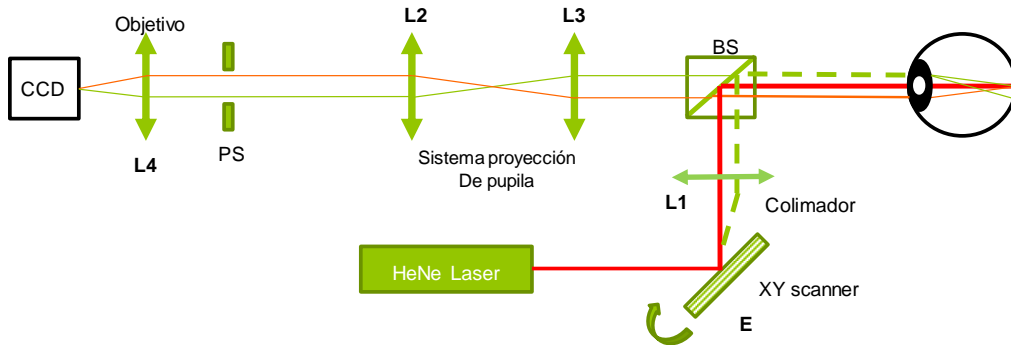 Objetivo
L2
L3
BS
CCD
L4
PS
Sistema proyección
De pupila
L1
Colimador
HeNe Laser
XY scanner
E